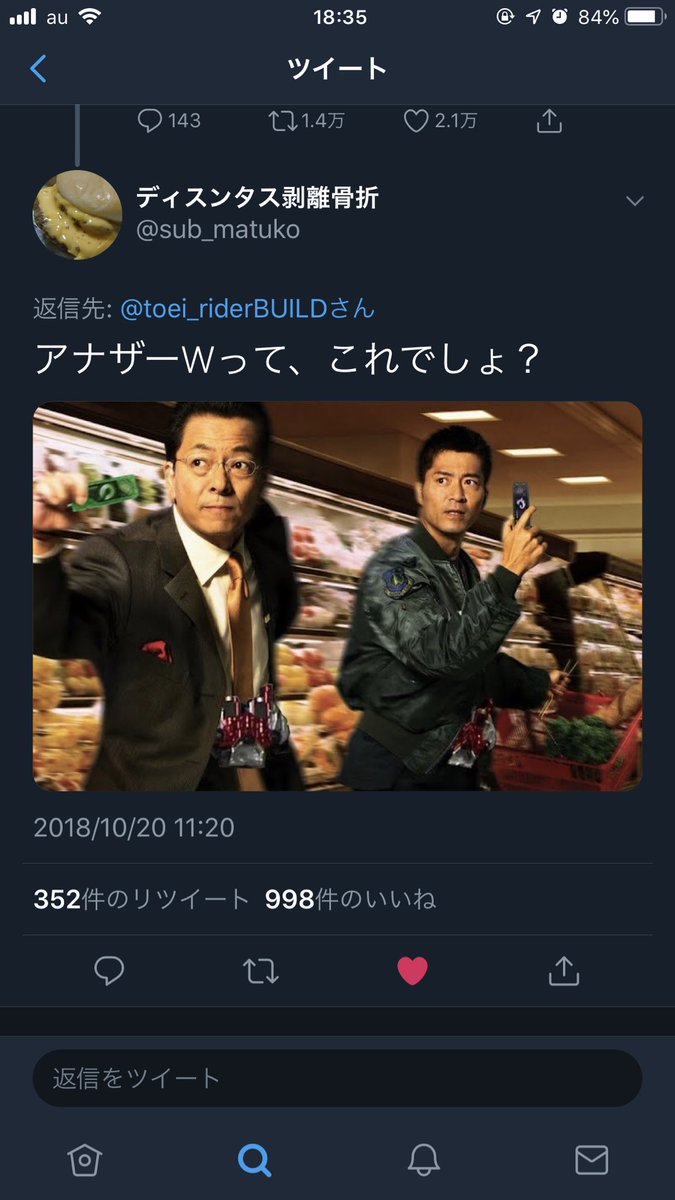 au 18:35 84%
ツイート
143 1.4万 2.1万
ディスンタス剥離骨折
@sub_matuko
返信先: @toei_riderBUILDさん
アナザーWって、これでしょ？
2018/10/20 11:20
352件のリツイート 998件のいいね
返信をツイート